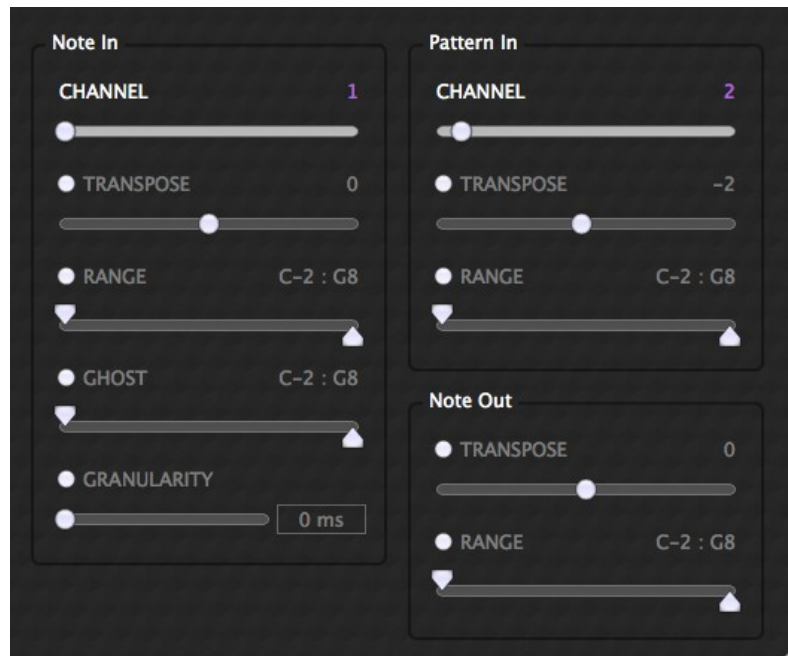 Note In
CHANNEL 1
TRANSPOSE 0
RANGE C-2 : G8
GHOST C-2 : G8
GRANULARITY
0 ms
Pattern In
CHANNEL 2
TRANSPOSE -2
RANGE C-2 : G8
Note Out
TRANSPOSE 0
RANGE C-2 : G8